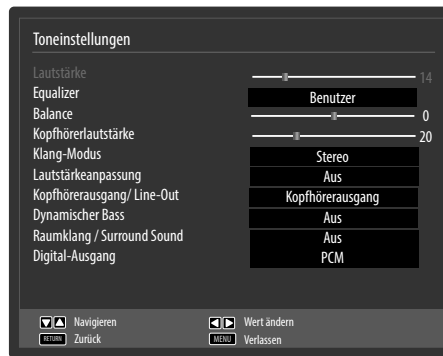 Toneinstellungen
Lautstärke 14
Equalizer Benutzer
Balance 0
Kopfhörerlautstärke 20
Klang-Modus Stereo
Lautstärkeanpassung Aus
Kopfhörerausgang/ Line-Out Kopfhörerausgang
Dynamischer Bass Aus
Raumklang / Surround Sound Aus
Digital-Ausgang PCM
Navigieren Wert ändern
RETURN Zurück MENU Verlassen